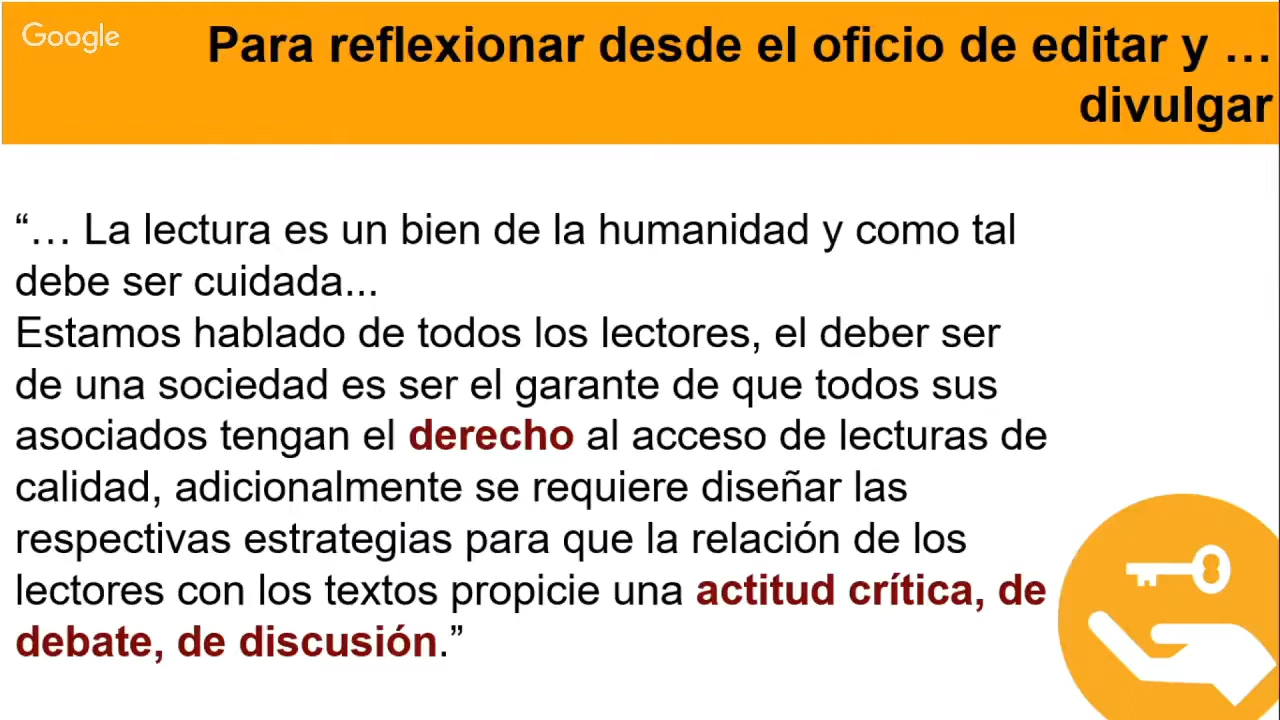 Google
Para reflexionar desde el oficio de editar y …
divulgar
“… La lectura es un bien de la humanidad y como tal
debe ser cuidada...
Estamos hablado de todos los lectores, el deber ser
de una sociedad es ser el garante de que todos sus
asociados tengan el derecho al acceso de lecturas de
calidad, adicionalmente se requiere diseñar las
respectivas estrategias para que la relación de los
lectores con los textos propicie una actitud crítica, de
debate, de discusión.”